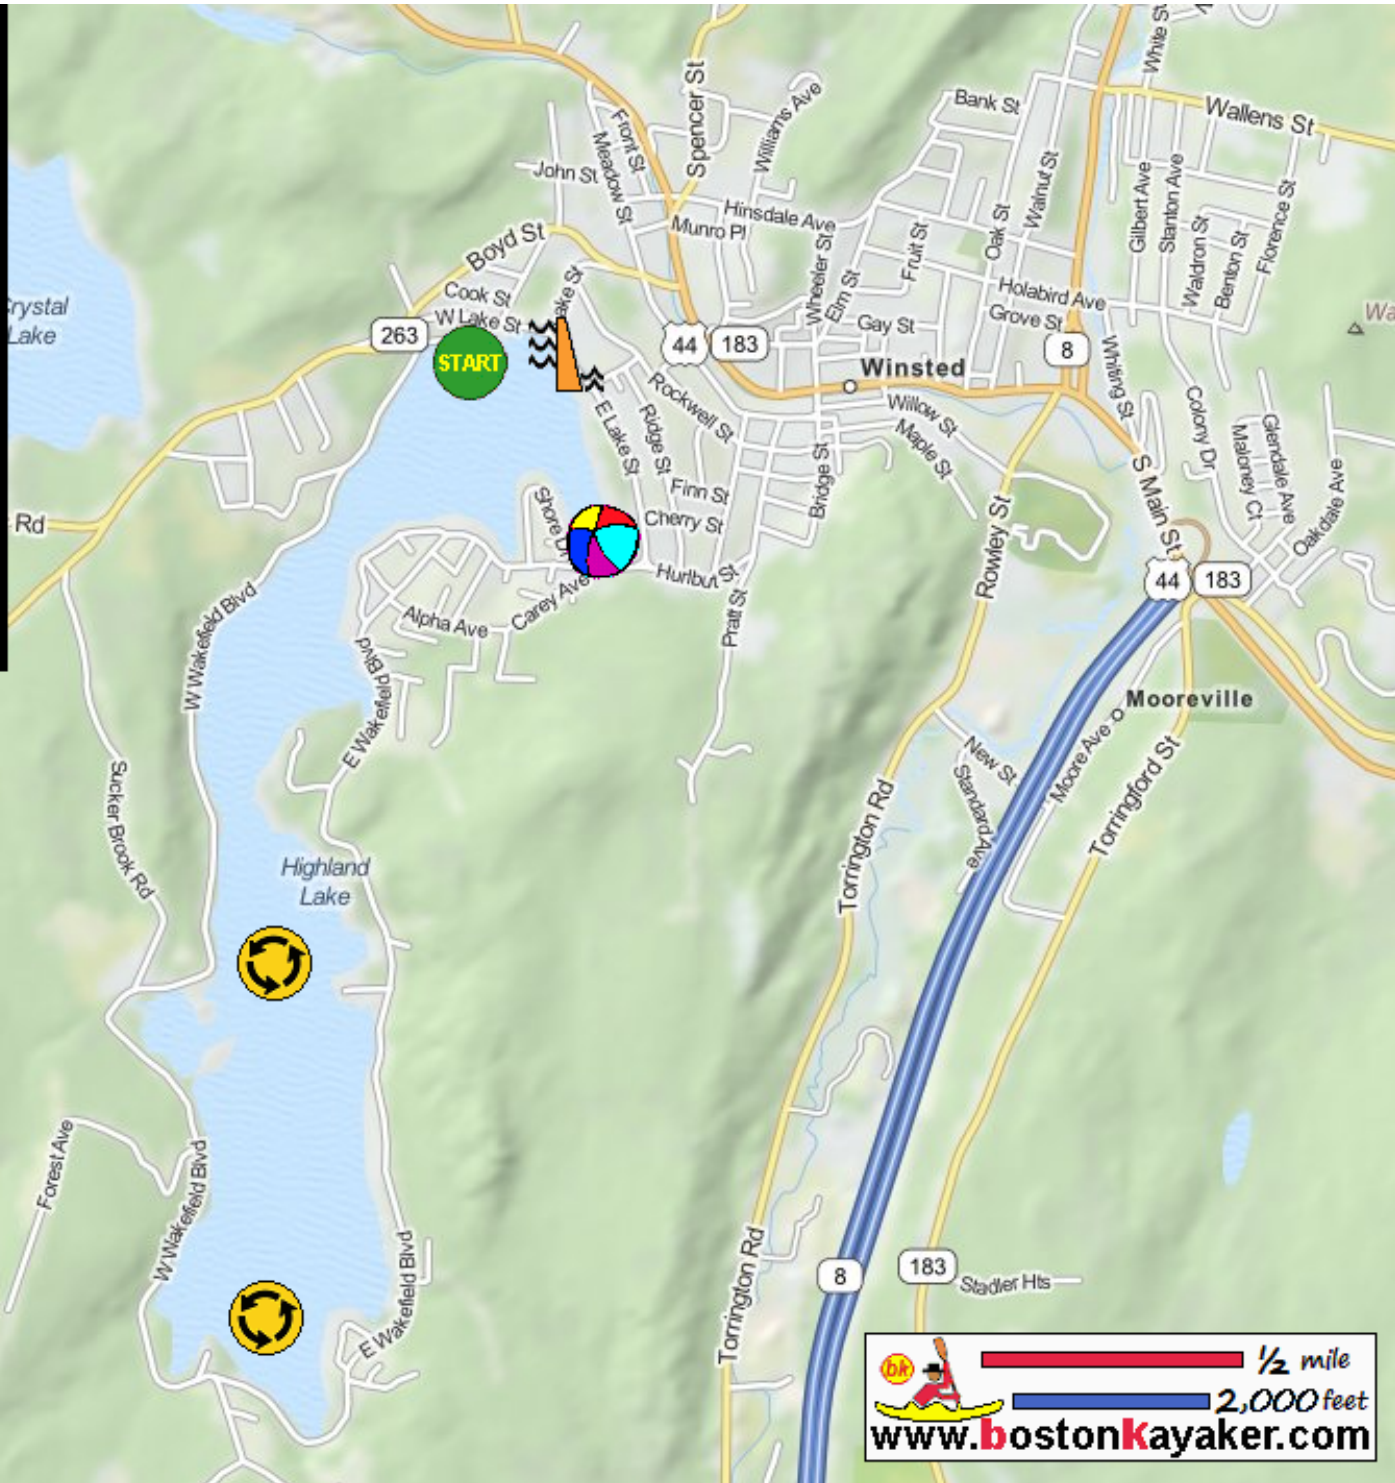 White St
Spencer St
Williams Ave
Bank St
Wallens St
Front St
Meadow St
John St
Walnut St
Gilbert Ave
Stanton Ave
Florence St
Hinsdale Ave
Munro Pl
Boyd St
Wheeler St
Elm St
Fruit St
Oak St
Waldron St
Benton St
Crystal
Lake
Cook St
W Lake St
263
START
Lake St
44
183
Gay St
Holabird Ave
Grove St
8
Whiting St
Winsted
Rockwell St
Willow St
Maple St
Colony Dr
Glendale Ave
Maloney Ct
E Lake St
Ridge St
Finn St
Cherry St
Bridge St
S Main St
Oakdale Ave
Rd
Shore Dr
Hurlbut St
Carey Ave
Alpha Ave
Pratt St
Rowley St
44
183
W Wakefield Blvd
E Wakefield Blvd
Mooreville
Moore Ave
New St
Standard Ave
Torringford St
Torrington Rd
Sucker Brook Rd
Highland
Lake
Forest Ave
W Wakefield Blvd
E Wakefield Blvd
Torrington Rd
8
183
Stadler Hts
bk
½ mile
2,000 feet
www.bostonkayaker.com